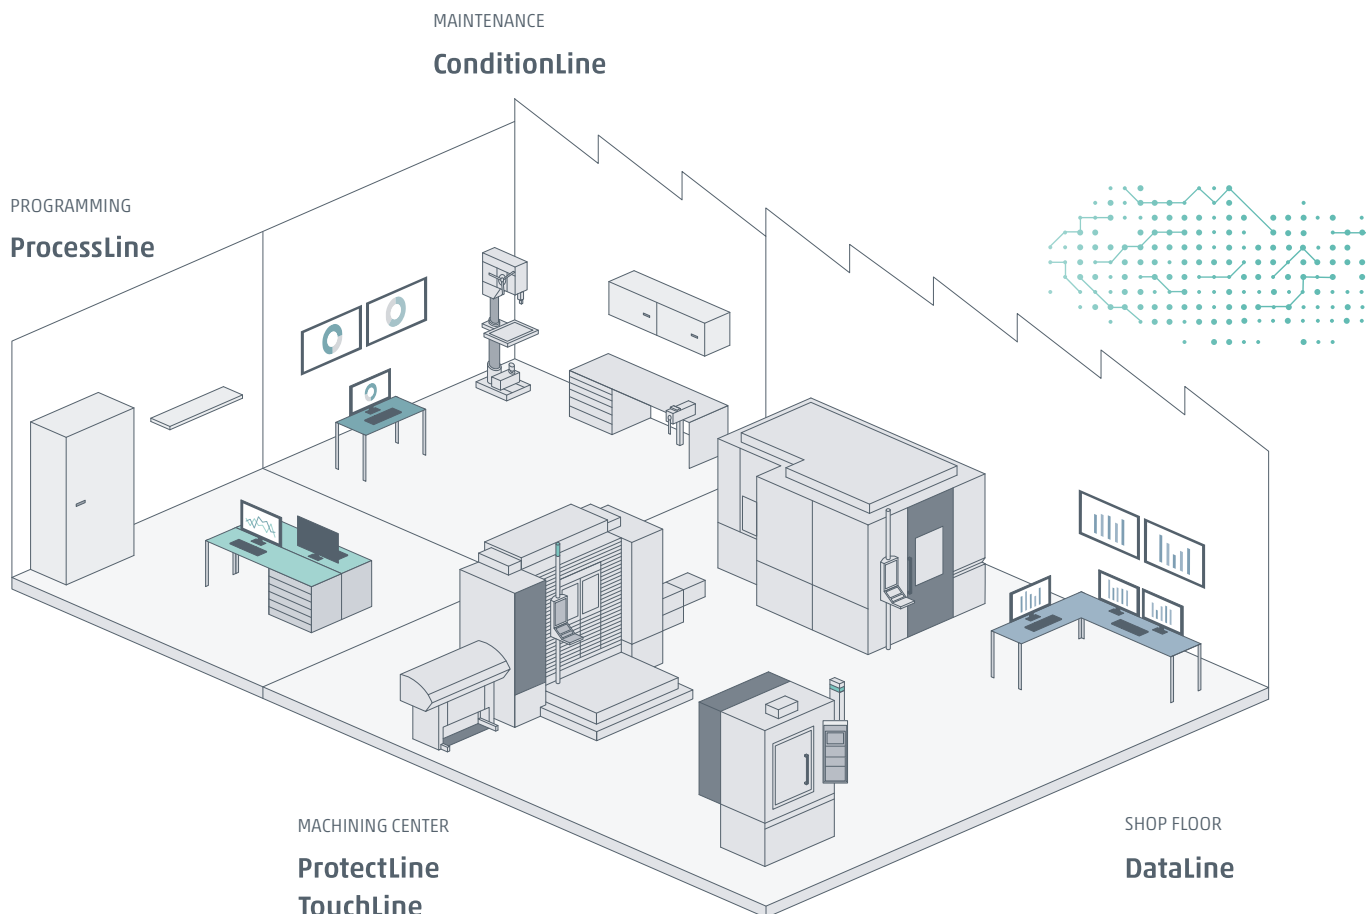 MAINTENANCE
ConditionLine
PROGRAMMING
ProcessLine
MACHINING CENTER
ProtectLine
TouchLine
SHOP FLOOR
DataLine